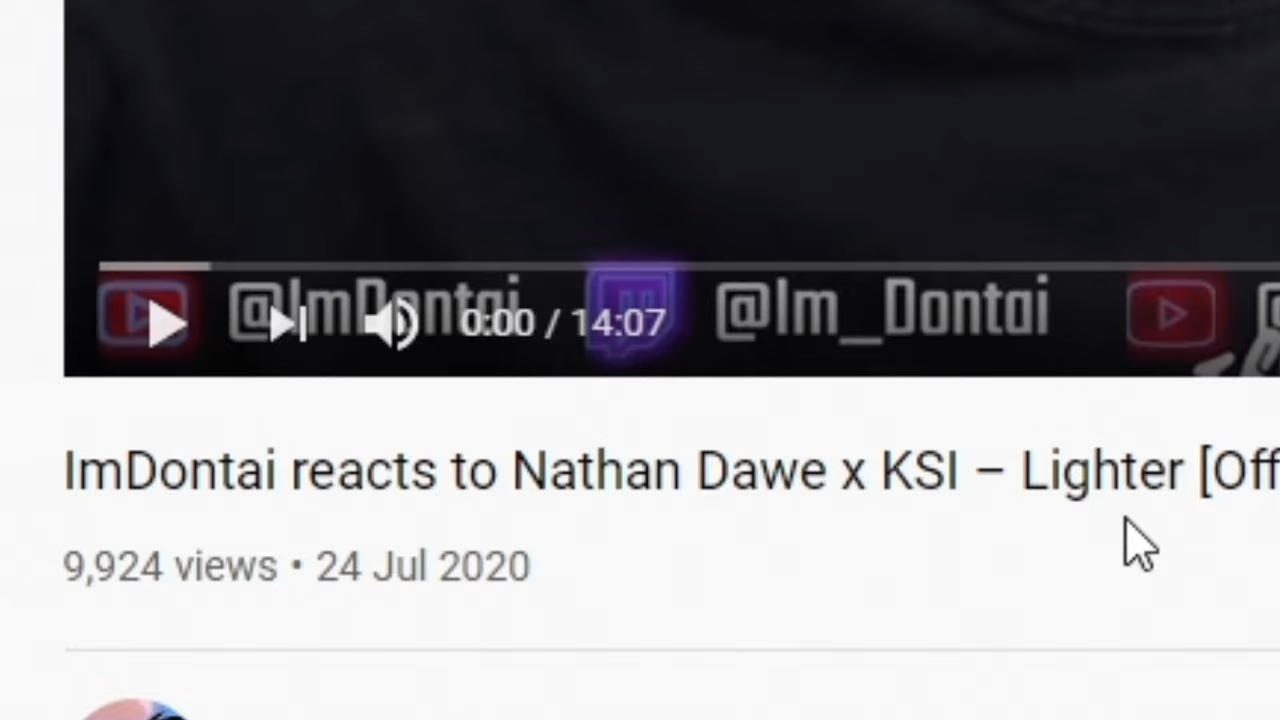 @ImDontai @Im_Dontai
0:00 / 14:07
ImDontai reacts to Nathan Dawe x KSI – Lighter [Off
9,924 views • 24 Jul 2020